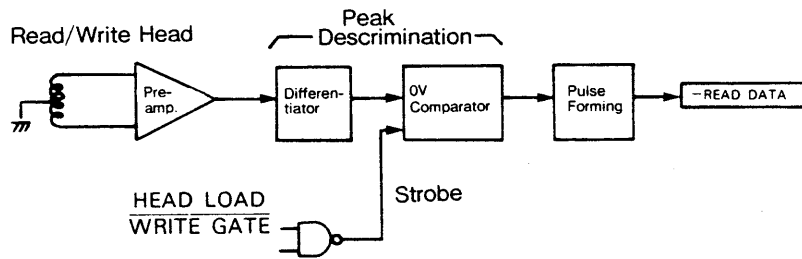 Peak
Descrimination
Read/Write Head
Pre-
amp.
Differen-
tiator
0V
Comparator
Pulse
Forming
−READ DATA
Strobe
HEAD LOAD
WRITE GATE